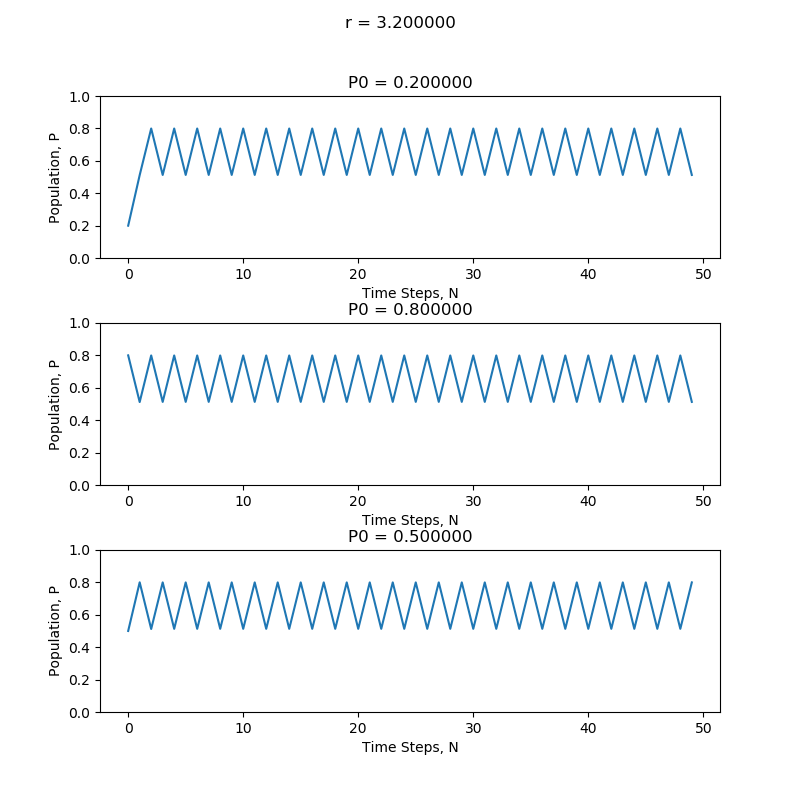 r = 3.200000
P0 = 0.200000
1.0
0.8
0.6
0.4
0.2
0.0
Population, P
0 10 20 30 40 50
Time Steps, N
P0 = 0.800000
1.0
0.8
0.6
0.4
0.2
0.0
Population, P
0 10 20 30 40 50
Time Steps, N
P0 = 0.500000
1.0
0.8
0.6
0.4
0.2
0.0
Population, P
0 10 20 30 40 50
Time Steps, N